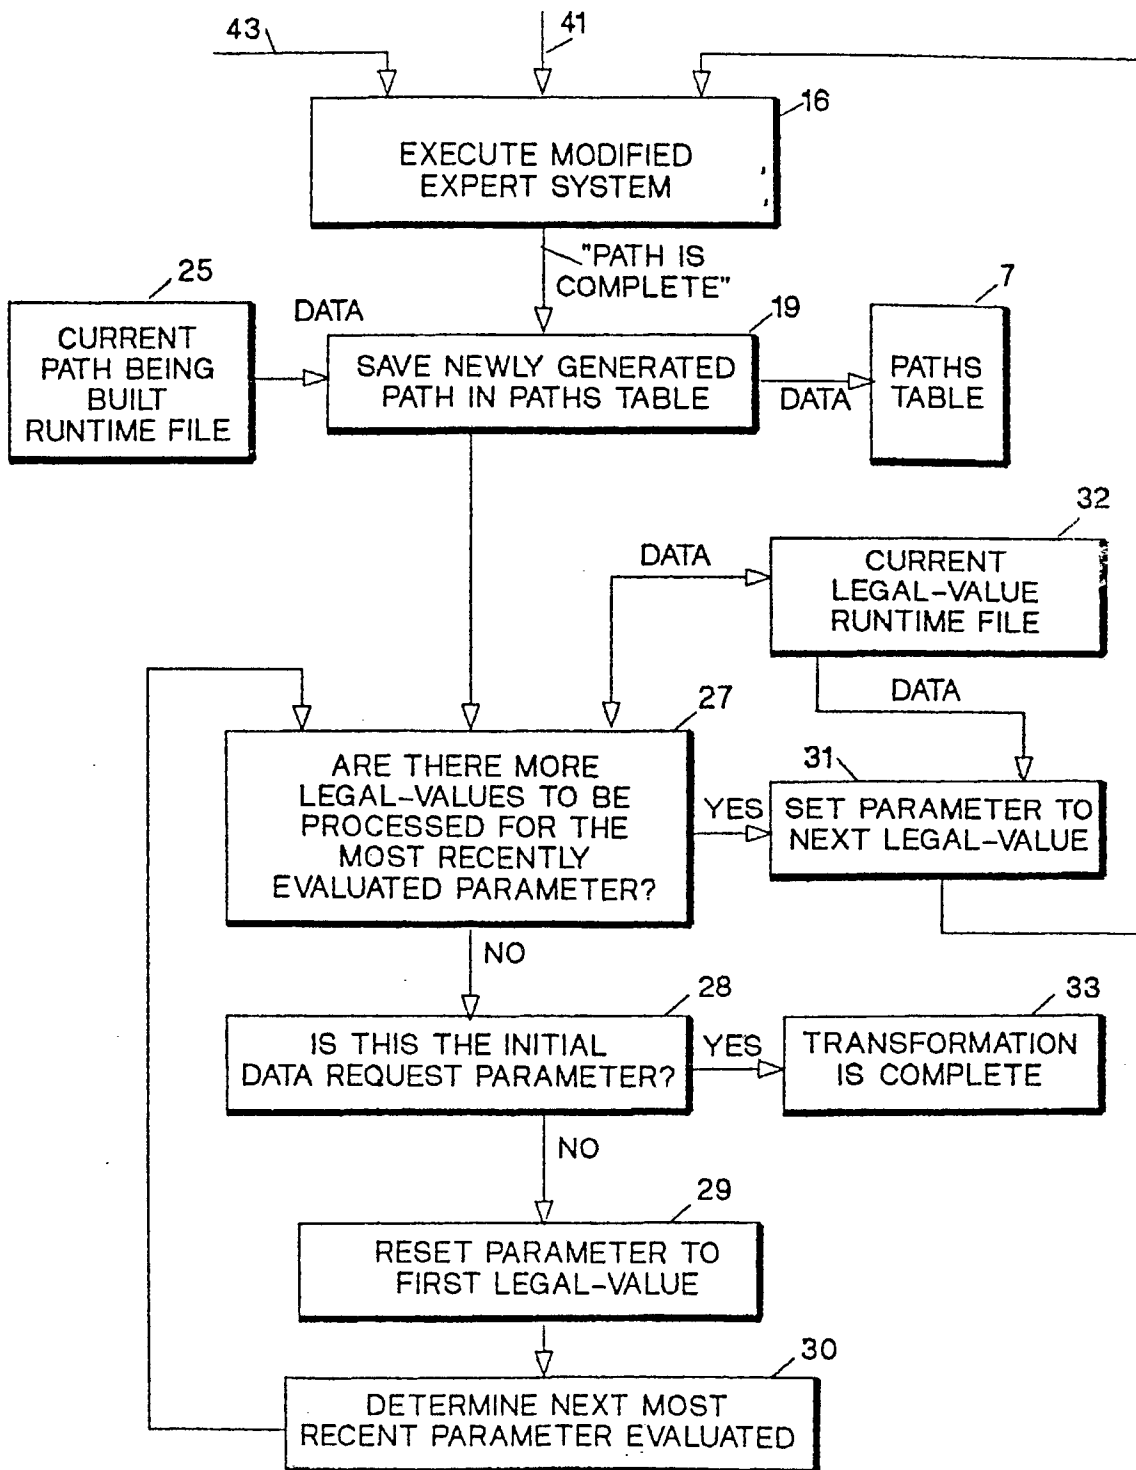 43
41
16
EXECUTE MODIFIED
EXPERT SYSTEM
"PATH IS
COMPLETE"
25
CURRENT
PATH BEING
BUILT
RUNTIME FILE
DATA
19
SAVE NEWLY GENERATED
PATH IN PATHS TABLE
DATA
7
PATHS
TABLE
32
CURRENT
LEGAL-VALUE
RUNTIME FILE
DATA
DATA
27
ARE THERE MORE
LEGAL-VALUES TO BE
PROCESSED FOR THE
MOST RECENTLY
EVALUATED PARAMETER?
YES
31
SET PARAMETER TO
NEXT LEGAL-VALUE
NO
28
IS THIS THE INITIAL
DATA REQUEST PARAMETER?
YES
33
TRANSFORMATION
IS COMPLETE
NO
29
RESET PARAMETER TO
FIRST LEGAL-VALUE
30
DETERMINE NEXT MOST
RECENT PARAMETER EVALUATED